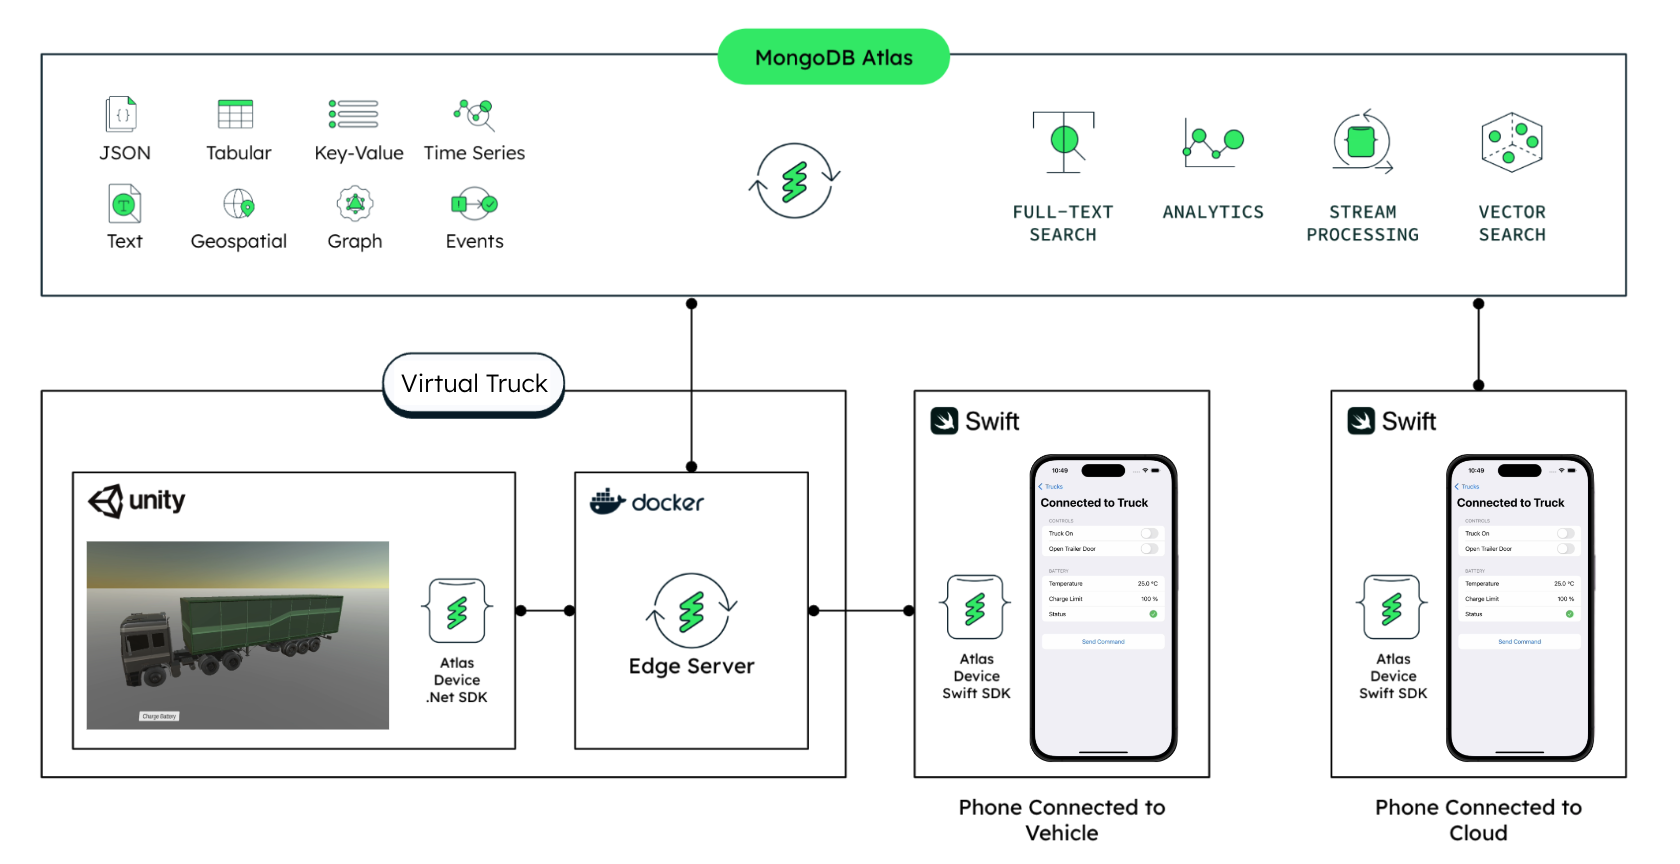 MongoDB Atlas
JSON
Tabular
Key-Value
Time Series
Text
Geospatial
Graph
Events
FULL-TEXT
SEARCH
ANALYTICS
STREAM
PROCESSING
VECTOR
SEARCH
Virtual Truck
unity
Charge Battery
Atlas
Device
.Net SDK
docker
Edge Server
Swift
Atlas
Device
Swift SDK
10:49
Trucks
Connected to Truck
CONTROLS
Truck On
Open Trailer Door
BATTERY
Temperature 25.0 °C
Charge Limit 100 %
Status
Send Command
Phone Connected to
Vehicle
Swift
Atlas
Device
Swift SDK
10:49
Trucks
Connected to Truck
CONTROLS
Truck On
Open Trailer Door
BATTERY
Temperature 25.0 °C
Charge Limit 100 %
Status
Send Command
Phone Connected to
Cloud